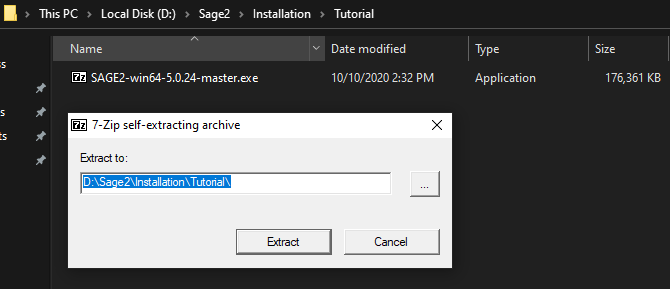 This PC > Local Disk (D:) > Sage2 > Installation > Tutorial
Name Date modified Type Size
SAGE2-win64-5.0.24-master.exe 10/10/2020 2:32 PM Application 176,361 KB
7z 7-Zip self-extracting archive
Extract to:
D:\Sage2\Installation\Tutorial\
...
Extract Cancel